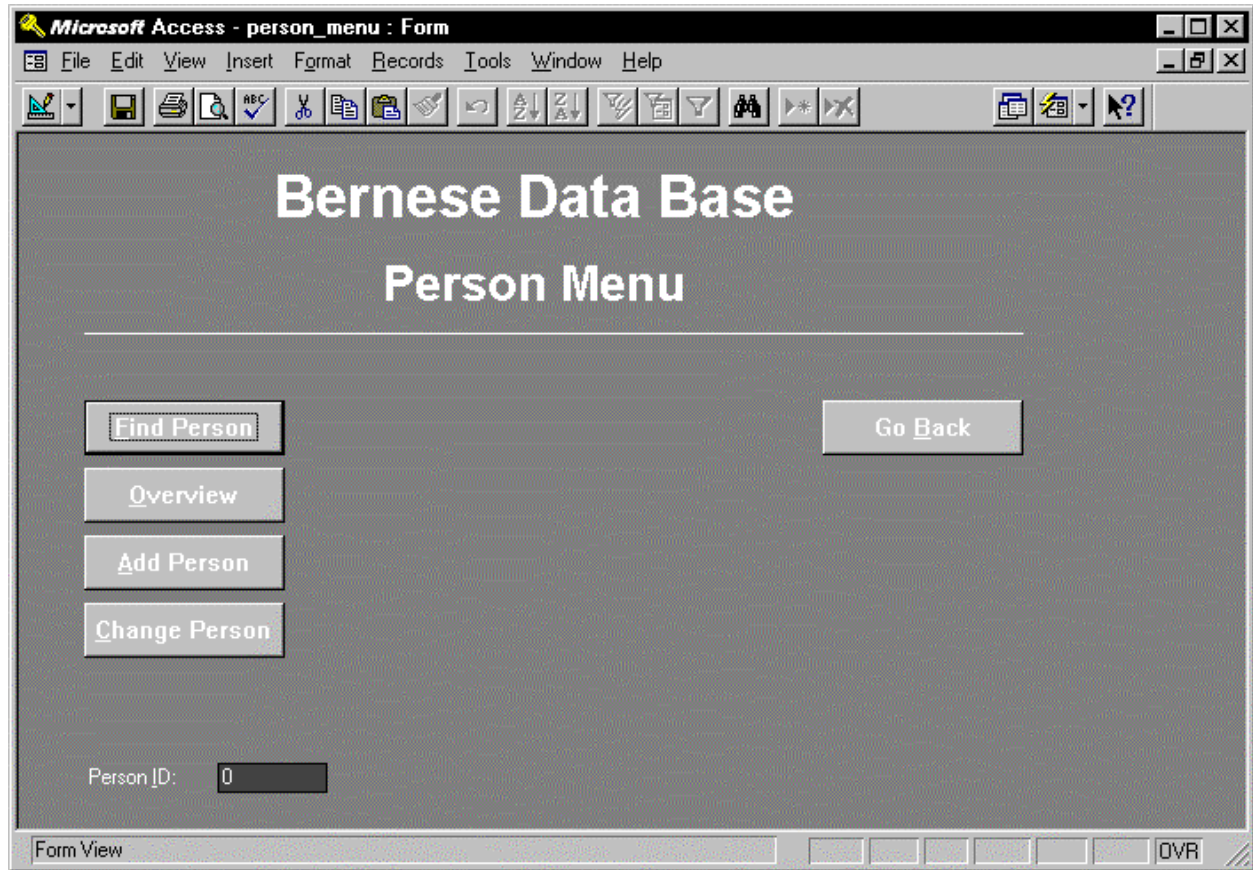 Microsoft Access - person_menu : Form
File Edit View Insert Format Records Tools Window Help
ABC
Bernese Data Base
Person Menu
Find Person
Go Back
Overview
Add Person
Change Person
Person ID: 0
Form View
OVR